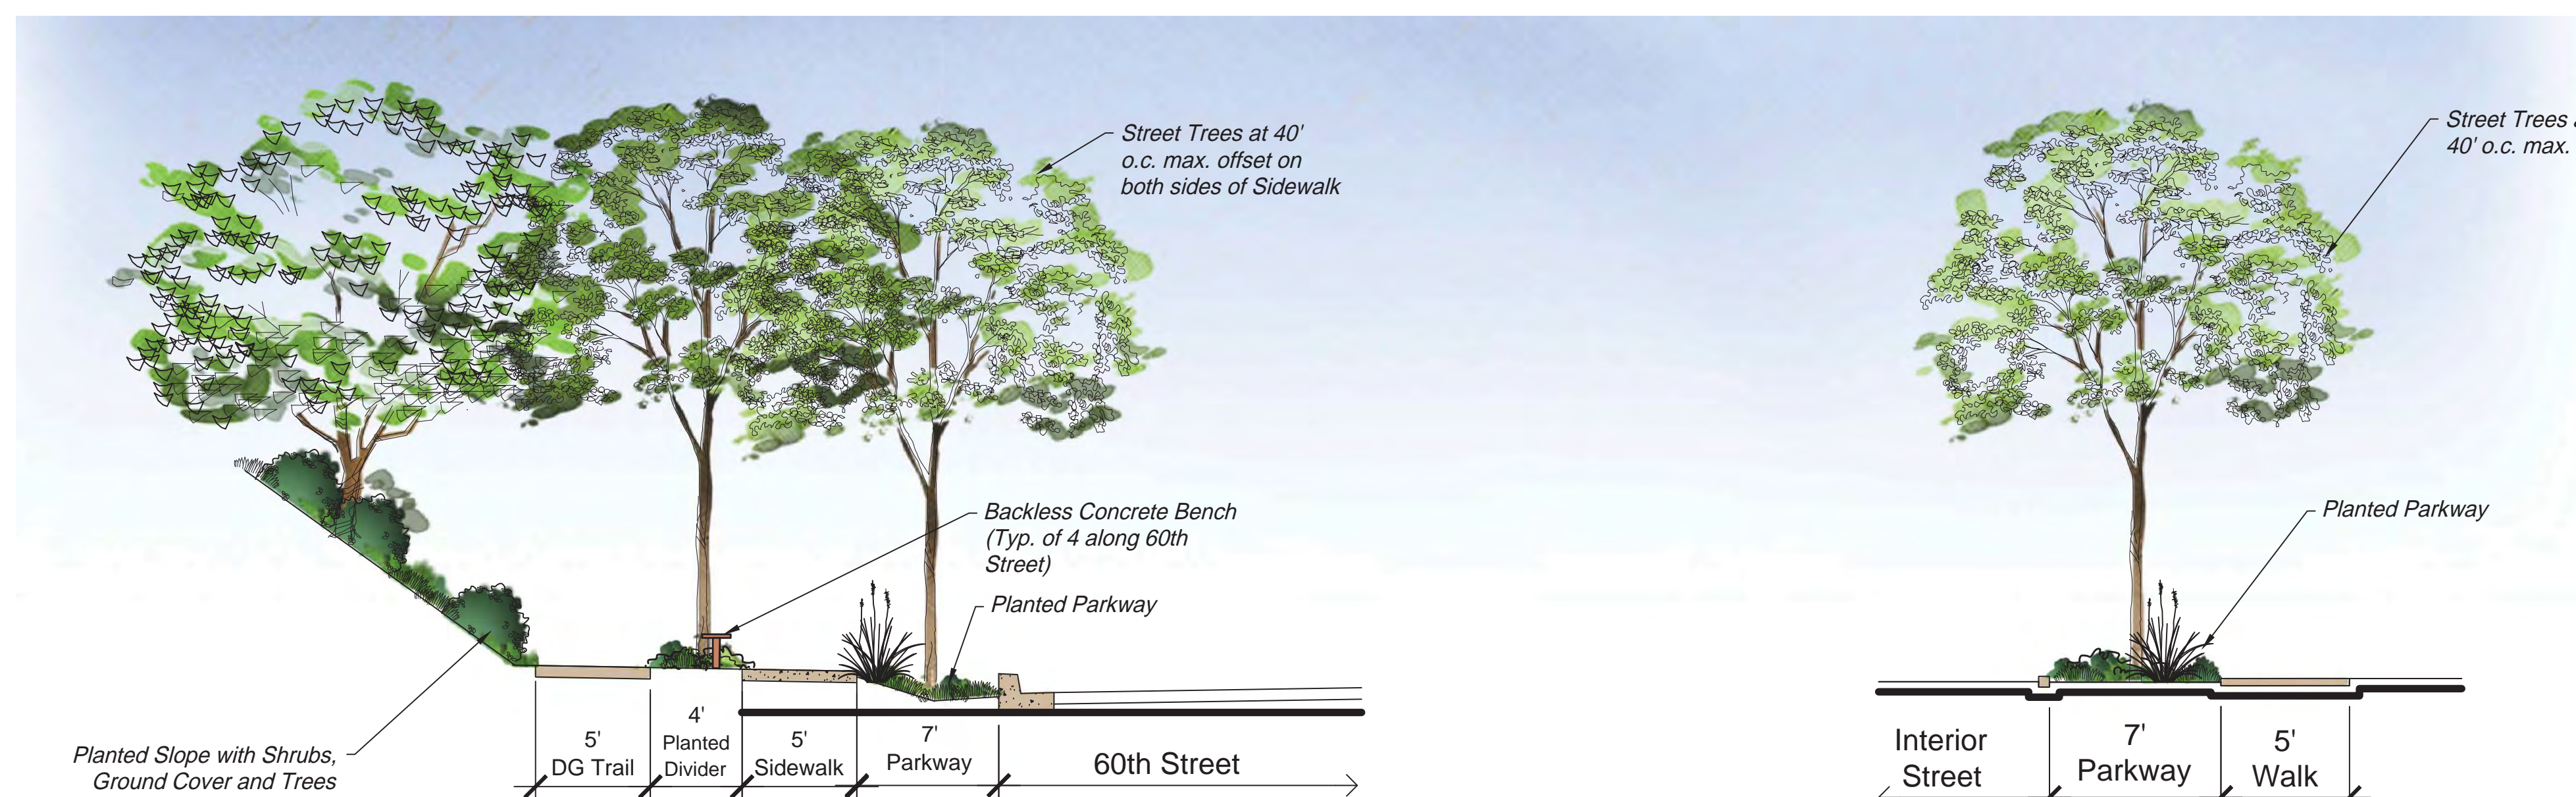 Street Trees at 40'
o.c. max. offset on
both sides of Sidewalk
Backless Concrete Bench
(Typ. of 4 along 60th
Street)
Planted Parkway
Planted Slope with Shrubs,
Ground Cover and Trees
5'
DG Trail
4'
Planted
Divider
5'
Sidewalk
7'
Parkway
60th Street
Street Trees
40' o.c. max.
Planted Parkway
Interior
Street
7'
Parkway
5'
Walk